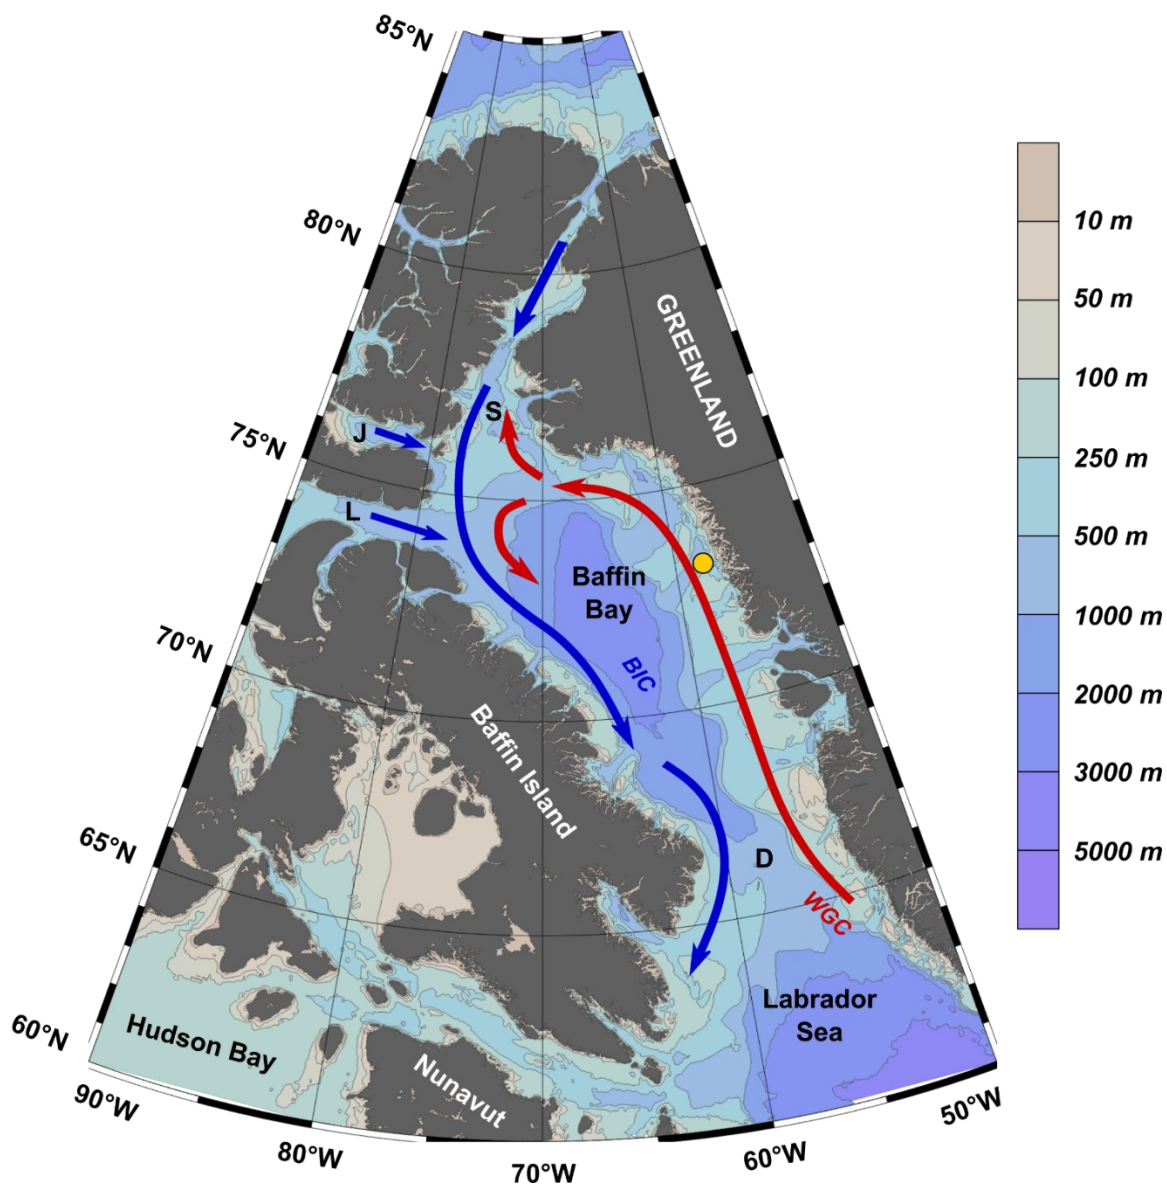 85°N
80°N
GREENLAND
S
J
75°N
L
Baffin
Bay
BIC
70°N
Baffin Island
65°N
D
WGC
Labrador
Sea
60°N
Hudson Bay
Nunavut
90°W
80°W
70°W
60°W
50°W
10 m
50 m
100 m
250 m
500 m
1000 m
2000 m
3000 m
5000 m